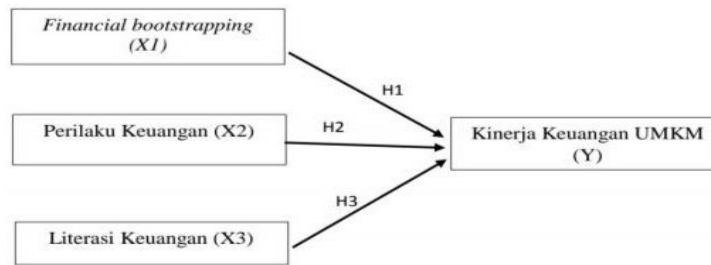 Financial bootstrapping
(X1)
H1
Perilaku Keuangan (X2)
H2
Kinerja Keuangan UMKM
(Y)
H3
Literasi Keuangan (X3)